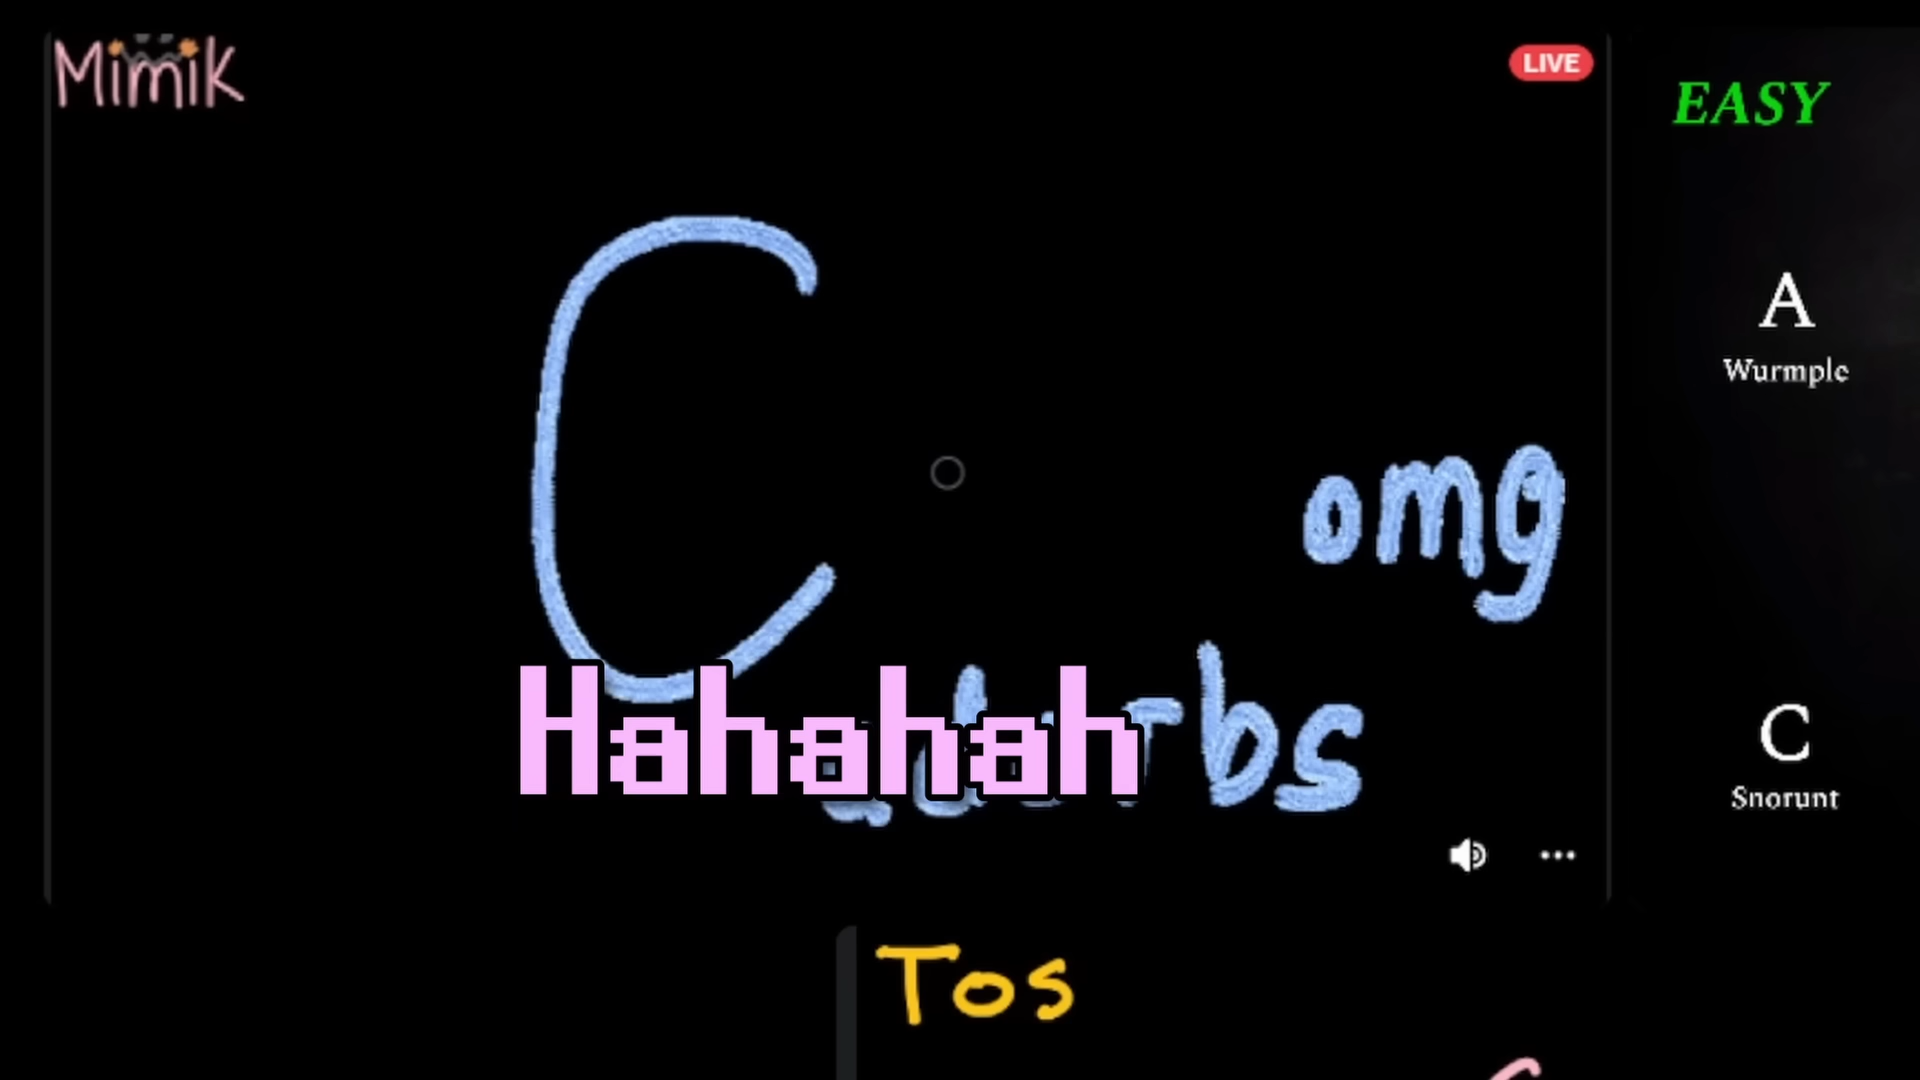 Mimik
LIVE
EASY
C
A
Wurmple
omg
Hahahah
C
Snorunt
Tos